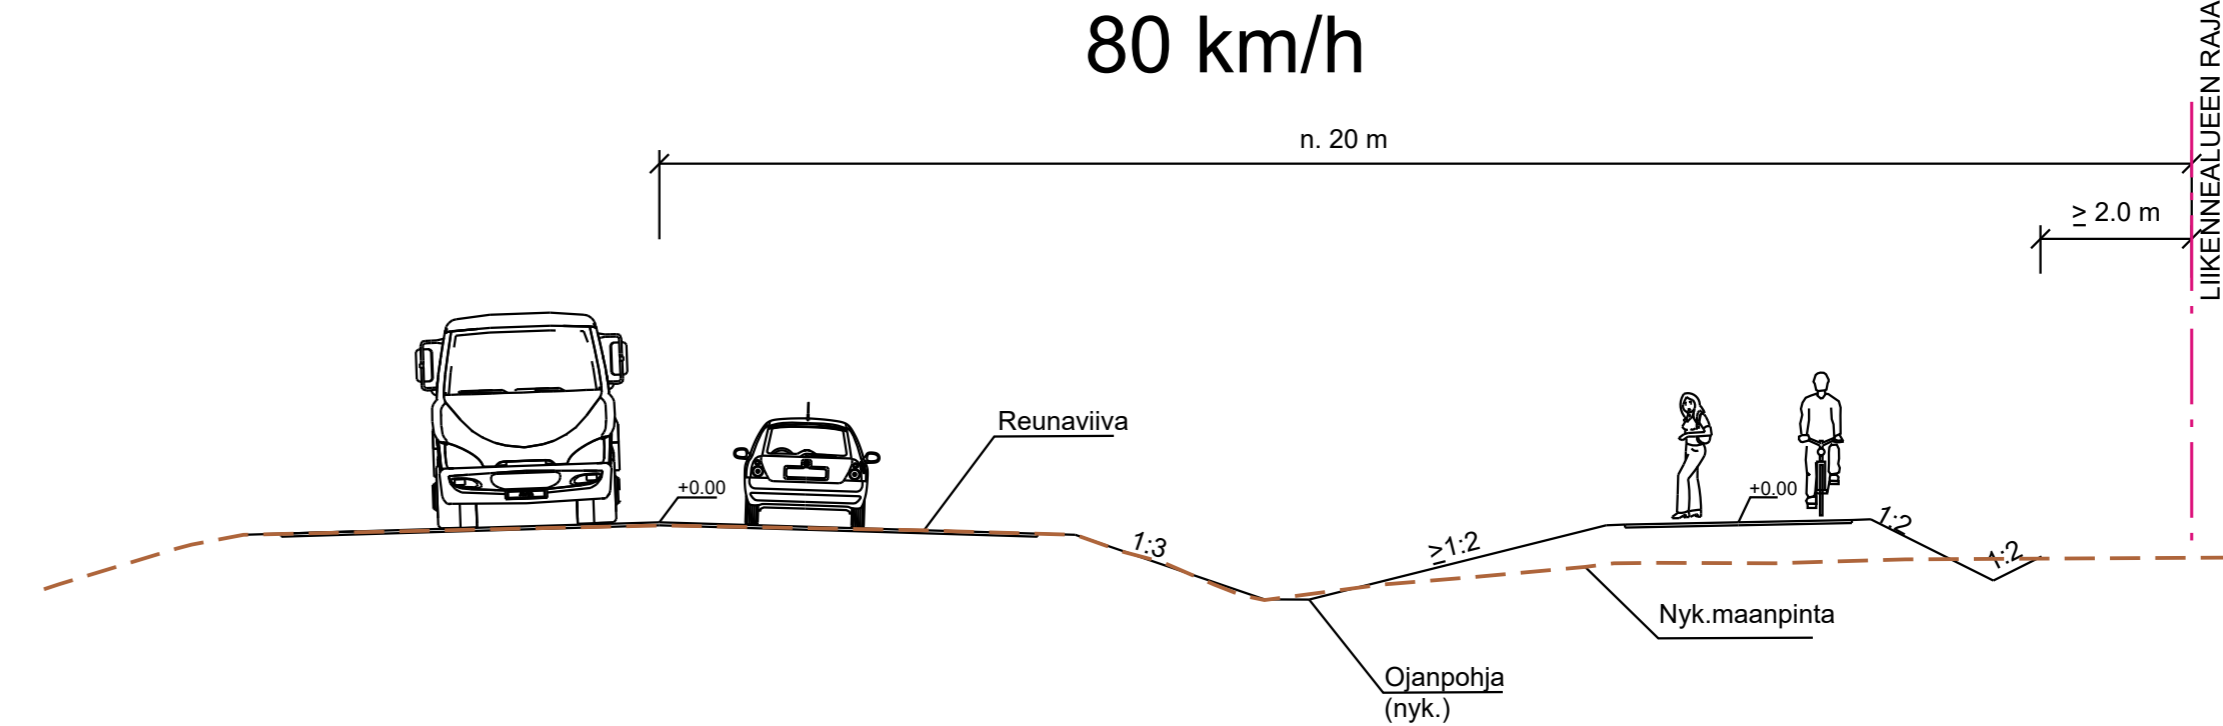 80 km/h
LIIKENNEALUEEN RAJA
n. 20 m
≥ 2.0 m
Reunaviiva
+0.00
+0.00
1:3
≥1:2
1:2
1:2
Nyk.maanpinta
Ojanpohja
(nyk.)